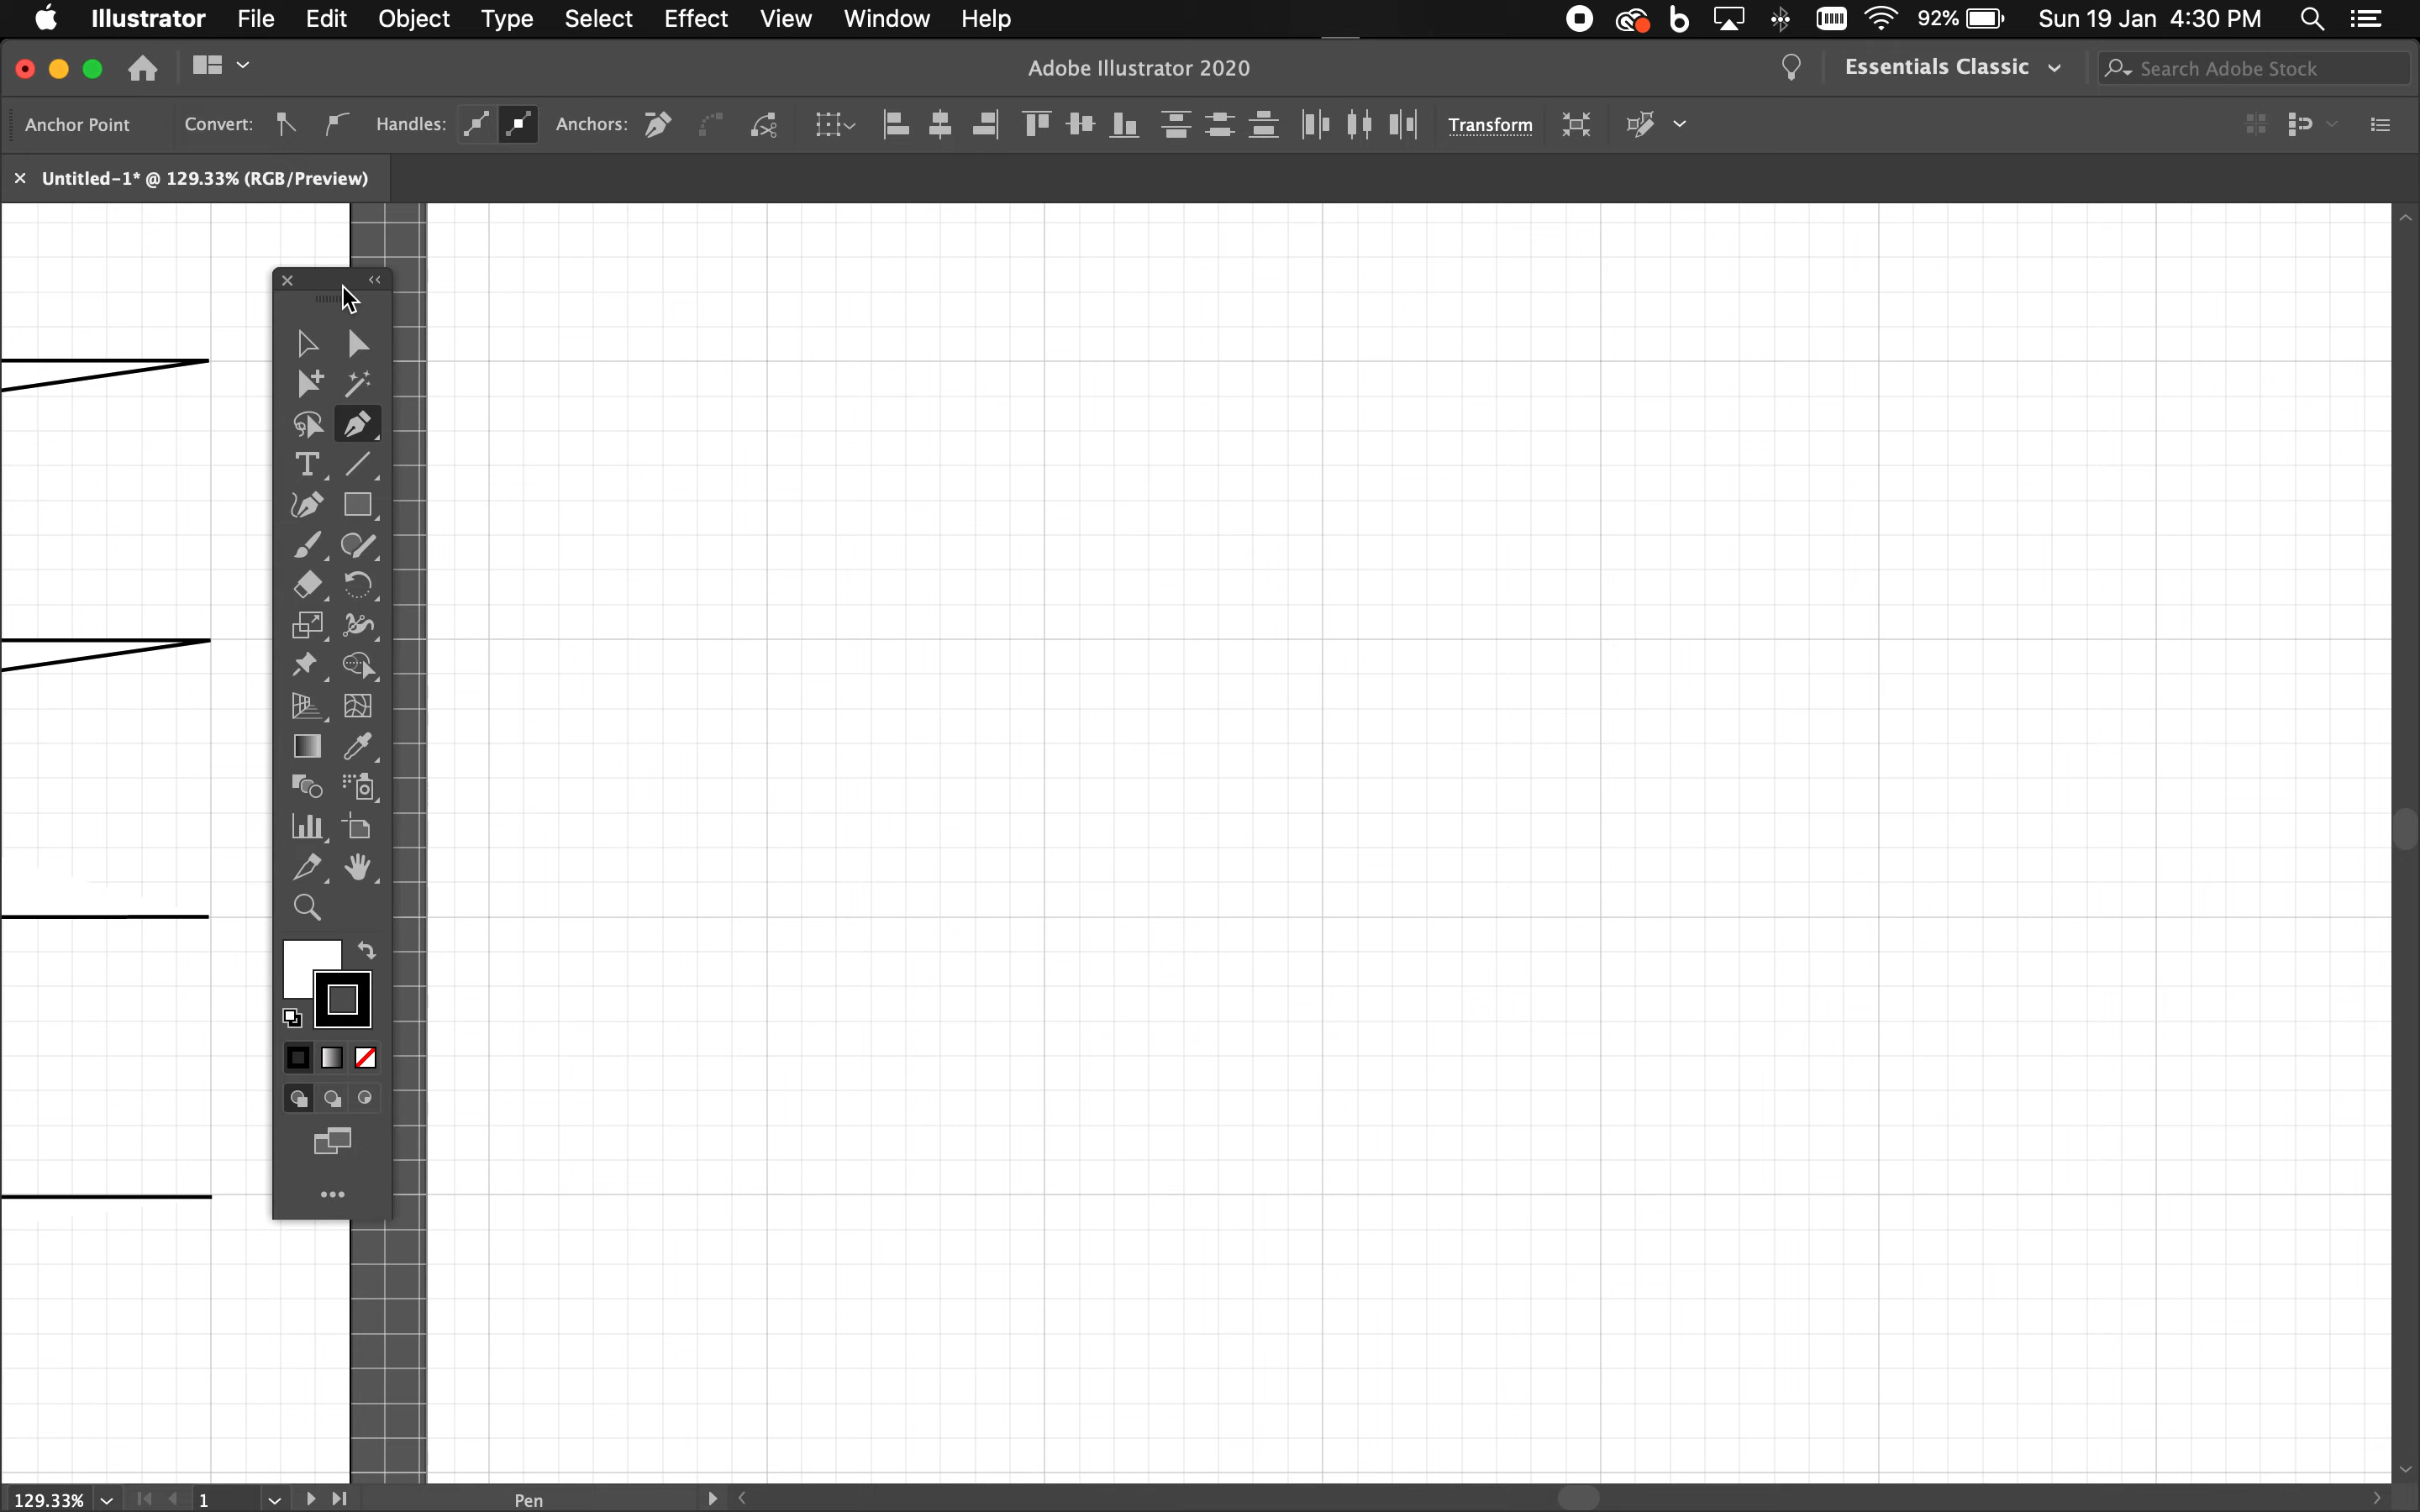 Illustrator File Edit Object Type Select Effect View Window Help 92% Sun 19 Jan 4:30 PM
Adobe Illustrator 2020 Essentials Classic Search Adobe Stock
Anchor Point Convert: Handles: Anchors: Transform
Untitled-1* @ 129.33% (RGB/Preview)
129.33% 1 Pen